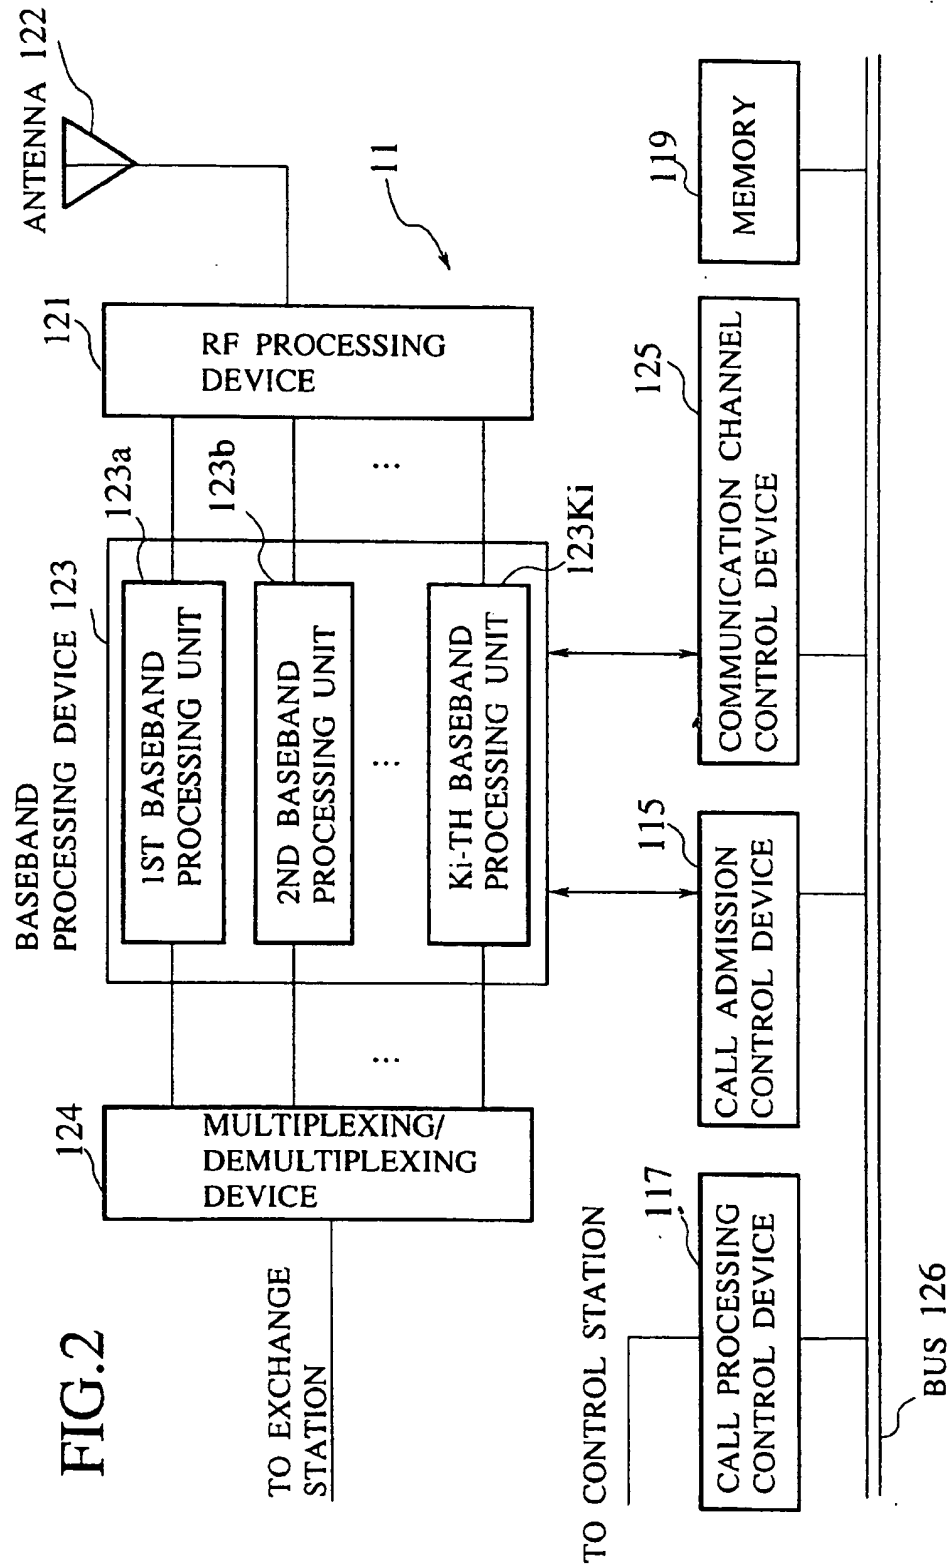 FIG.2
ANTENNA 122
BASEBAND
PROCESSING DEVICE 123
124
121
11
123a
123b
123Ki
TO EXCHANGE
STATION
MULTIPLEXING/
DEMULTIPLEXING
DEVICE
1ST BASEBAND
PROCESSING UNIT
2ND BASEBAND
PROCESSING UNIT
...
Ki-TH BASEBAND
PROCESSING UNIT
...
...
RF PROCESSING
DEVICE
TO CONTROL STATION
117
CALL PROCESSING
CONTROL DEVICE
115
CALL ADMISSION
CONTROL DEVICE
125
COMMUNICATION CHANNEL
CONTROL DEVICE
119
MEMORY
BUS 126